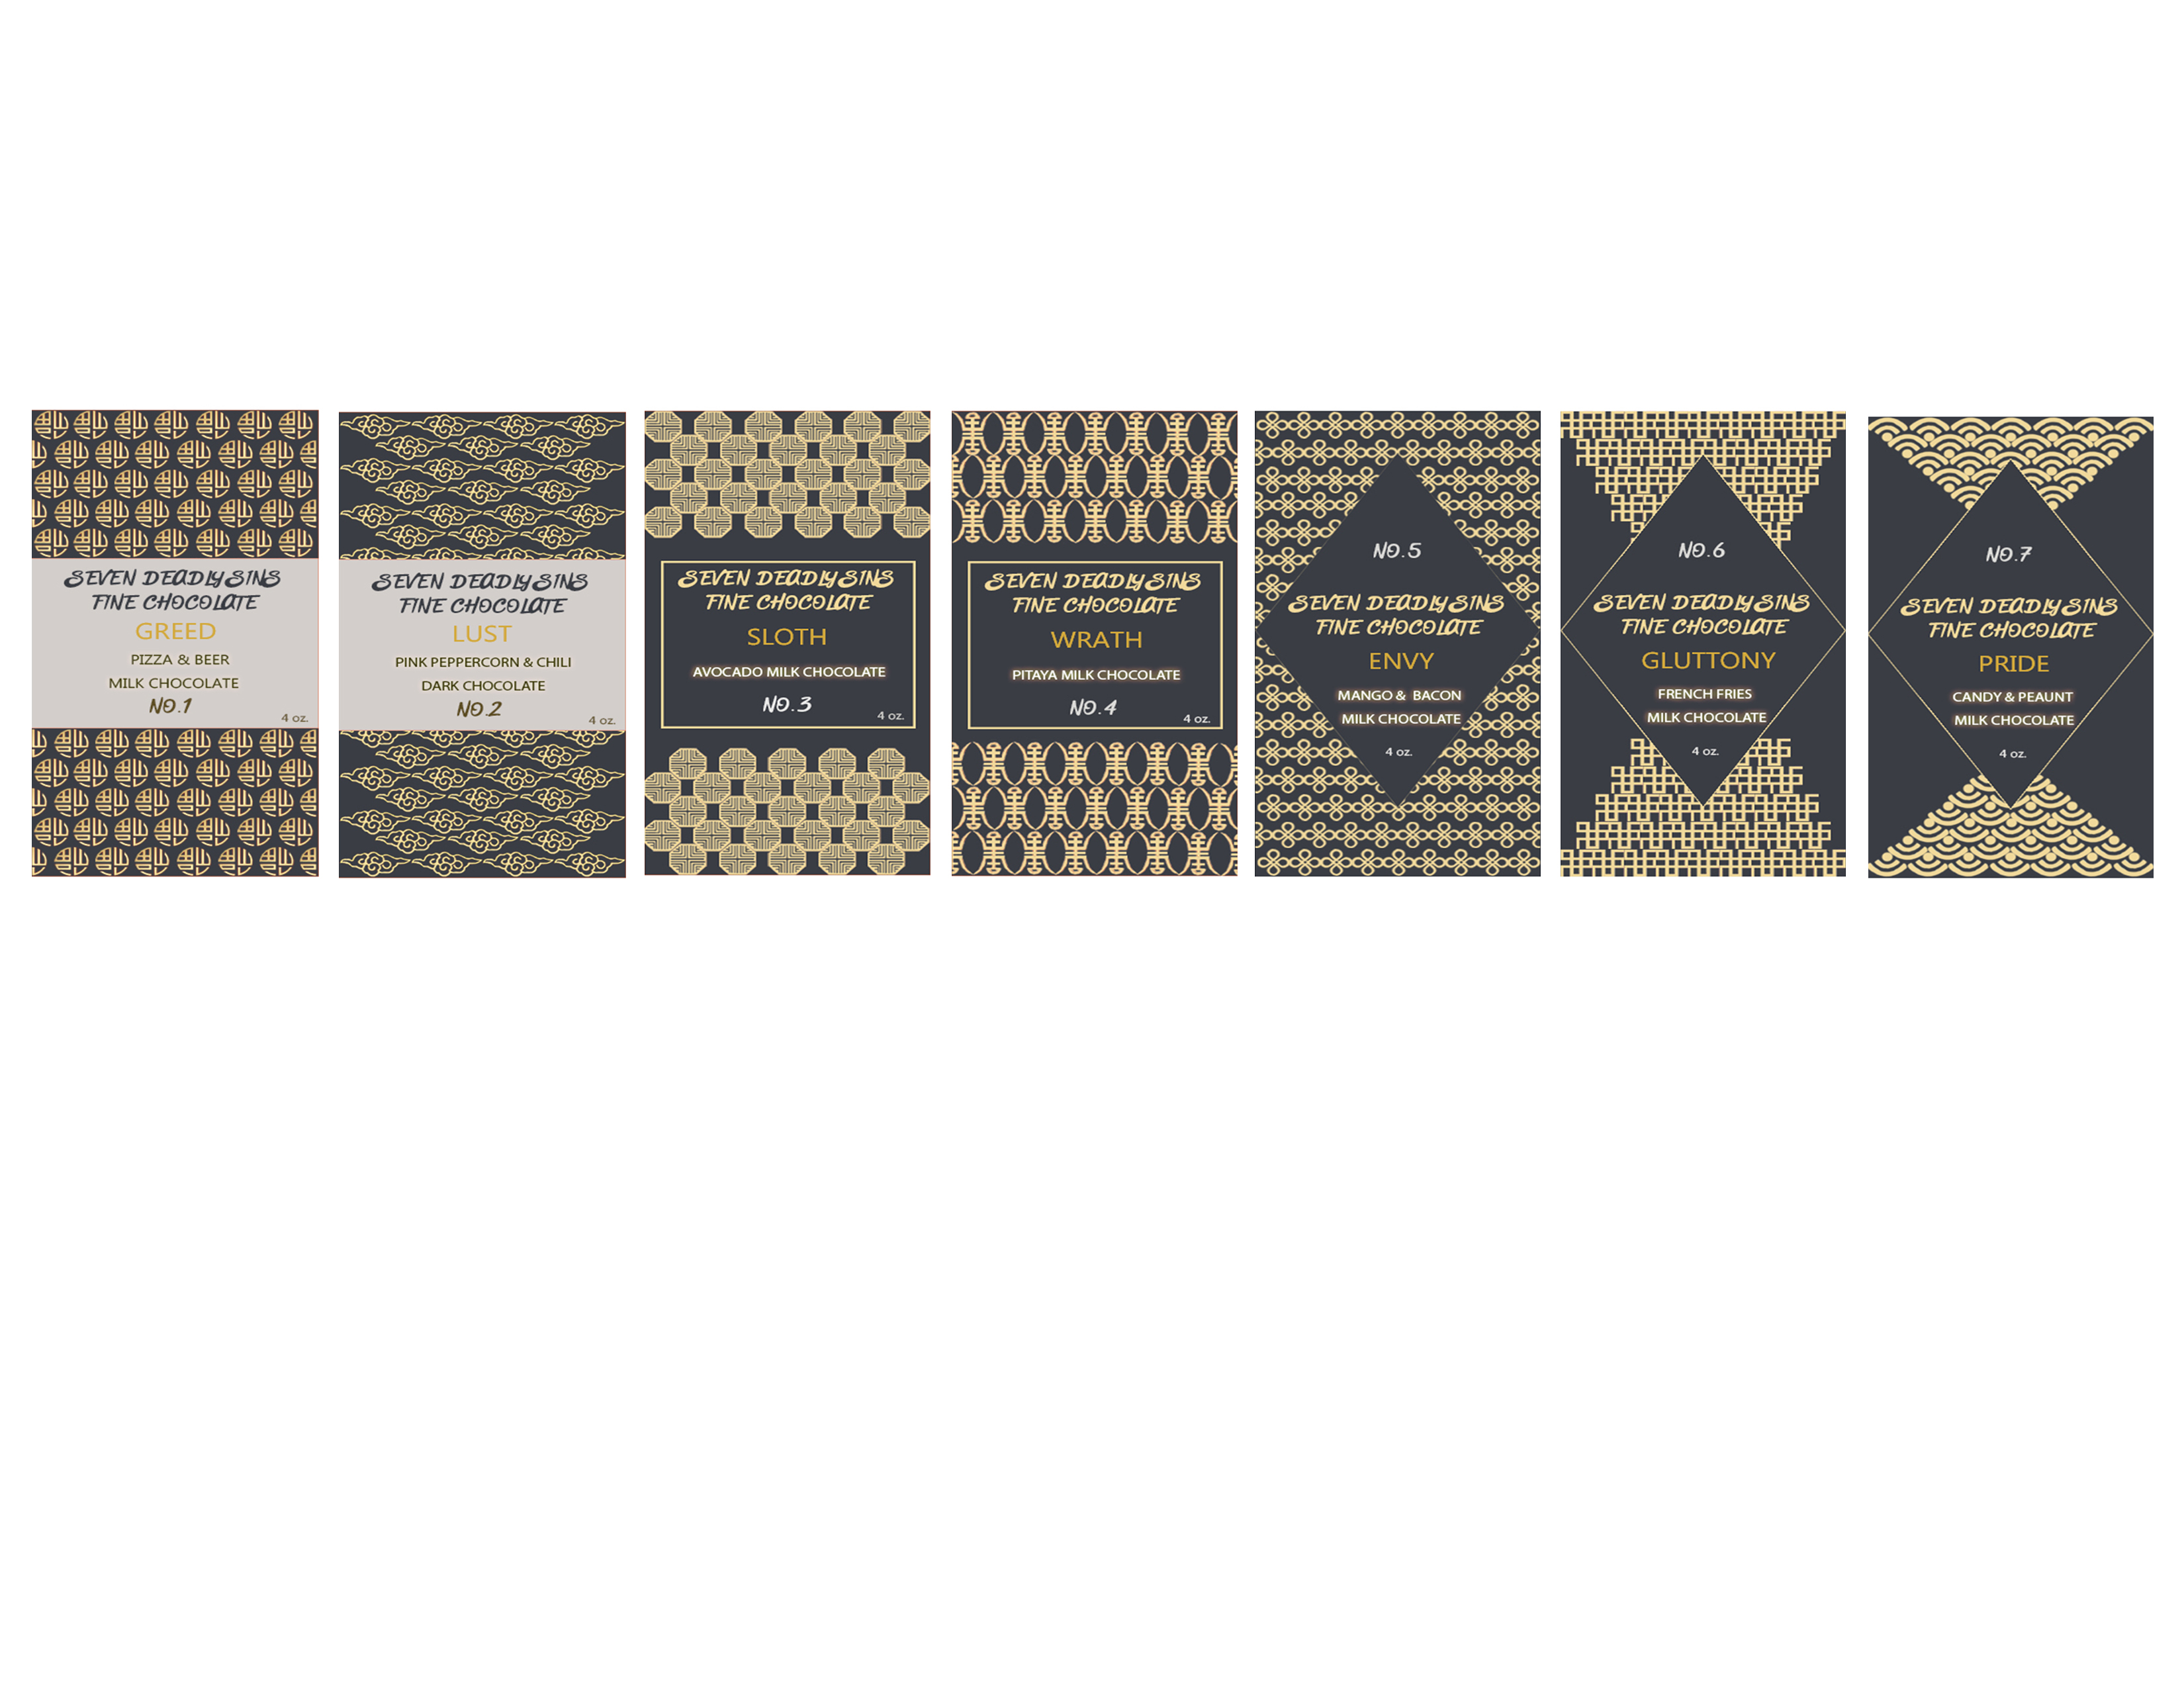 SEVEN DEADLY SINS
FINE CHOCOLATE
GREED
PIZZA & BEER
MILK CHOCOLATE
NO.1
4 oz.
SEVEN DEADLY SINS
FINE CHOCOLATE
LUST
PINK PEPPERCORN & CHILI
DARK CHOCOLATE
NO.2
4 oz.
SEVEN DEADLY SINS
FINE CHOCOLATE
SLOTH
AVOCADO MILK CHOCOLATE
NO.3
4 oz.
SEVEN DEADLY SINS
FINE CHOCOLATE
WRATH
PITAYA MILK CHOCOLATE
NO.4
4 oz.
NO.5
SEVEN DEADLY SINS
FINE CHOCOLATE
ENVY
MANGO & BACON
MILK CHOCOLATE
4 oz.
NO.6
SEVEN DEADLY SINS
FINE CHOCOLATE
GLUTTONY
FRENCH FRIES
MILK CHOCOLATE
4 oz.
NO.7
SEVEN DEADLY SINS
FINE CHOCOLATE
PRIDE
CANDY & PEAUNT
MILK CHOCOLATE
4 oz.